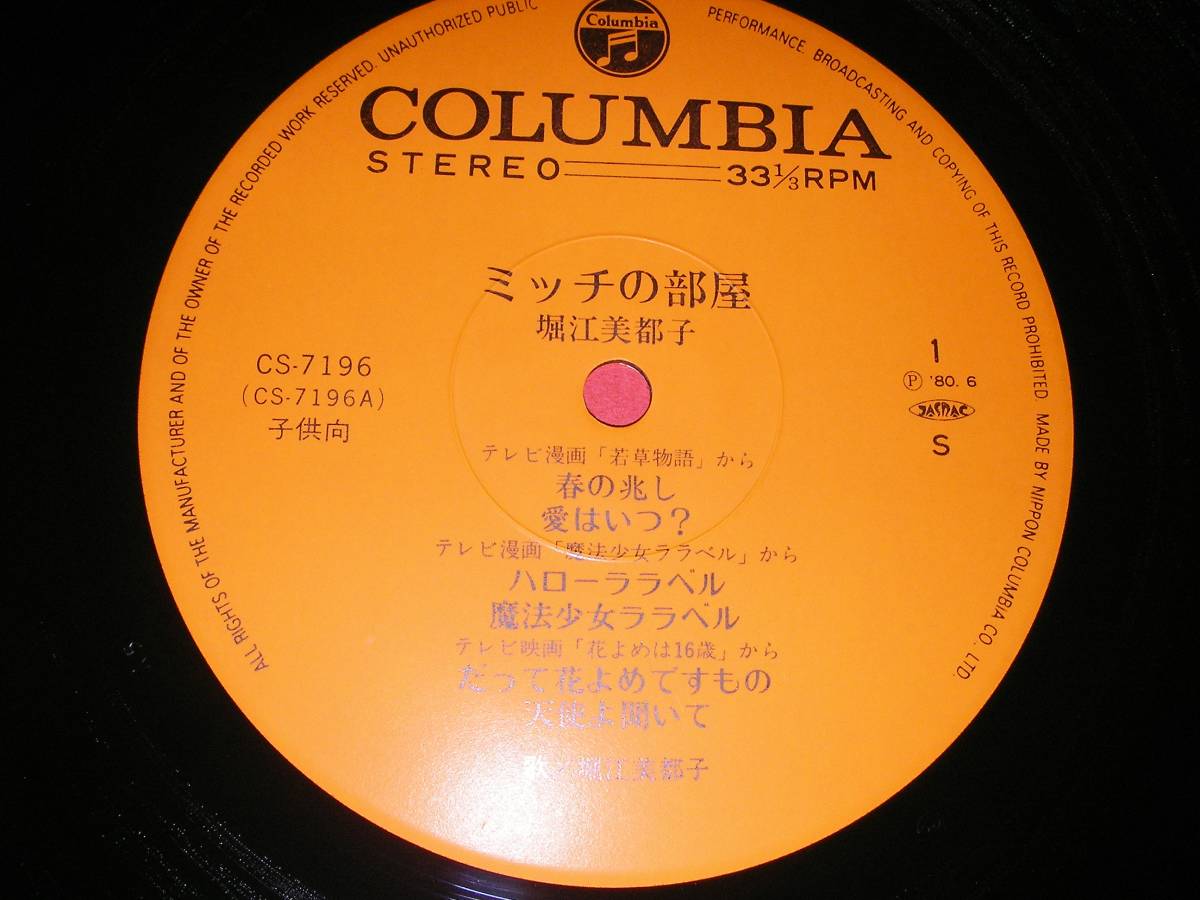 Columbia
ALL RIGHTS OF THE MANUFACTURER AND OF THE OWNER OF THE RECORDED WORK RESERVED. UNAUTHORIZED PUBLIC PERFORMANCE. BROADCASTING AND COPYING OF THIS RECORD PROHIBITED MADE BY NIPPON COLUMBIA CO. LTD.
COLUMBIA
STEREO 33⅓RPM
ミッチの部屋
堀江美都子
CS-7196
(CS-7196A)
子供向
1
Ⓟ '80. 6
JASRAC
S
テレビ漫画「若草物語」から
春の兆し
愛はいつ?
テレビ漫画「魔法少女ララベル」から
ハローララベル
魔法少女ララベル
テレビ映画「花よめは16歳」から
だって花よめですもの
天使よ聞いて
歌×堀江美都子